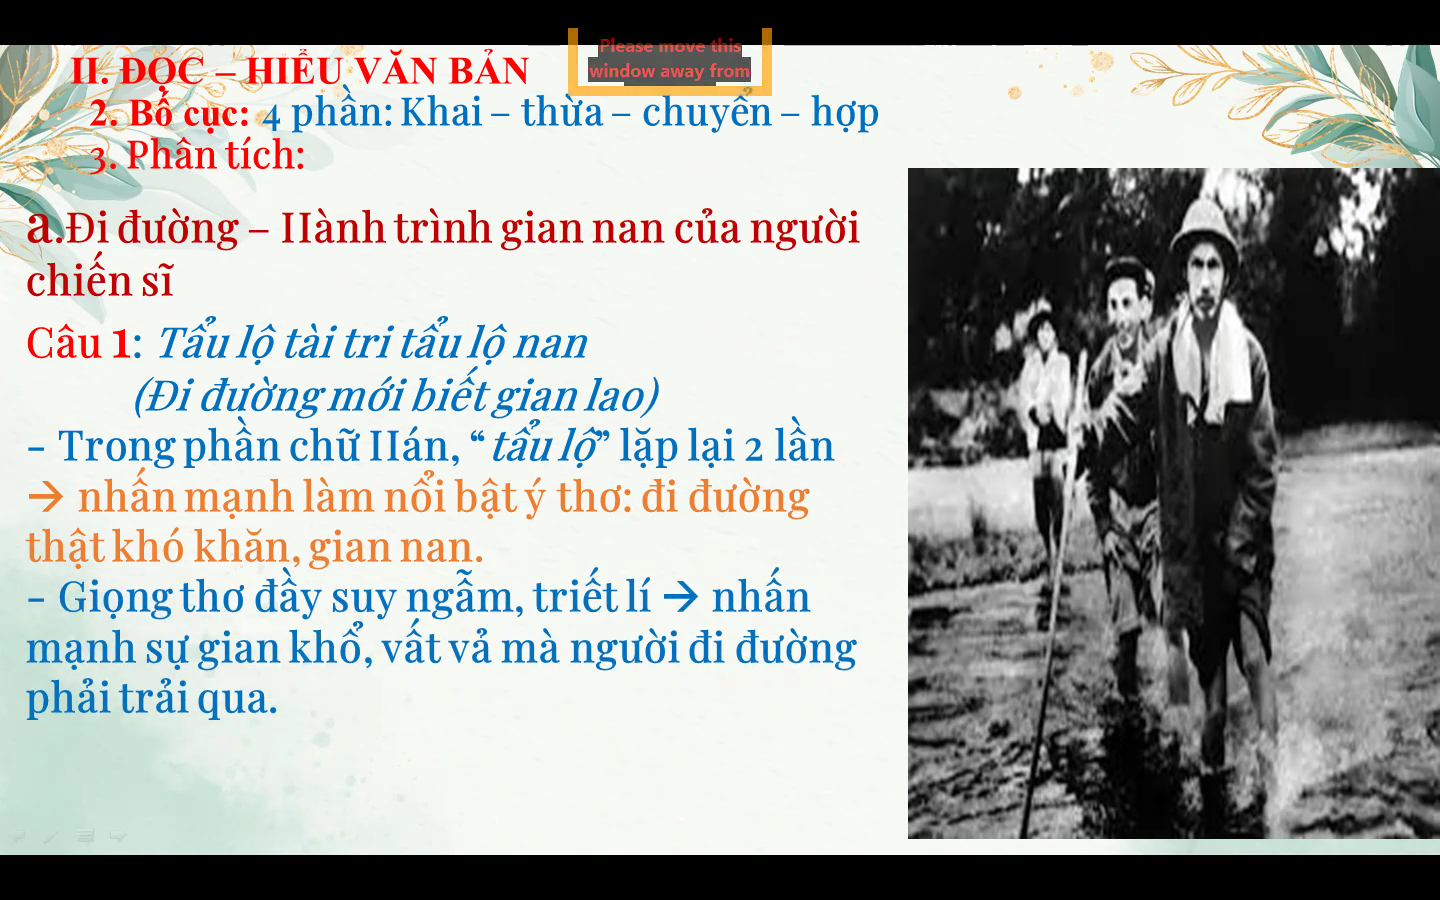 Please move this
window away from
II. ĐỌC – HIỂU VĂN BẢN
2. Bố cục: 4 phần: Khai – thừa – chuyển – hợp
3. Phân tích:
a.Đi đường – Hành trình gian nan của người
chiến sĩ
Câu 1: Tẩu lộ tài tri tẩu lộ nan
(Đi đường mới biết gian lao)
- Trong phần chữ Hán, “tẩu lộ” lặp lại 2 lần
→ nhấn mạnh làm nổi bật ý thơ: đi đường
thật khó khăn, gian nan.
- Giọng thơ đầy suy ngẫm, triết lí → nhấn
mạnh sự gian khổ, vất vả mà người đi đường
phải trải qua.